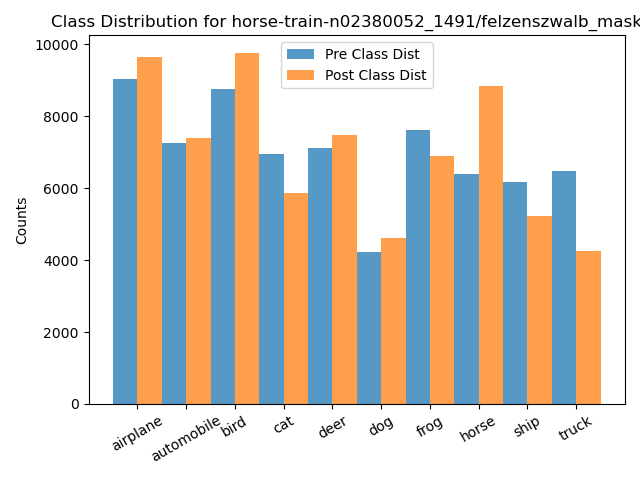 Class Distribution for horse-train-n02380052_1491/felzenszwalb_mask
Pre Class Dist
Post Class Dist
Counts
10000
8000
6000
4000
2000
0
airplane
automobile
bird
cat
deer
dog
frog
horse
ship
truck